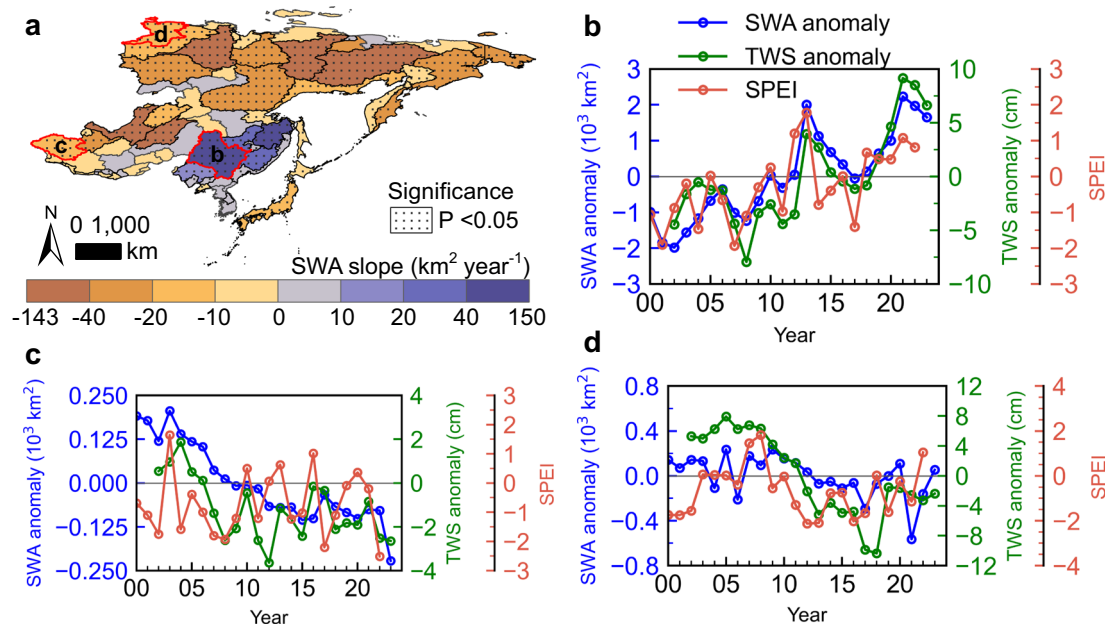 a
d
c
b
N
0 1,000
km
Significance
P <0.05
SWA slope (km² year⁻¹)
-143 -40 -20 -10 0 10 20 40 150
b
SWA anomaly
TWS anomaly
SPEI
SWA anomaly (10³ km²)
3
2
1
0
−1
−2
−3
TWS anomaly (cm)
10
5
0
−5
−10
SPEI
3
2
1
0
−1
−2
−3
00 05 10 15 20
Year
c
SWA anomaly (10³ km²)
0.250
0.125
0.000
−0.125
−0.250
TWS anomaly (cm)
4
2
0
−2
−4
SPEI
3
2
1
0
−1
−2
−3
00 05 10 15 20
Year
d
SWA anomaly (10³ km²)
0.8
0.4
0.0
−0.4
−0.8
TWS anomaly (cm)
12
8
4
0
−4
−8
−12
SPEI
4
2
0
−2
−4
00 05 10 15 20
Year